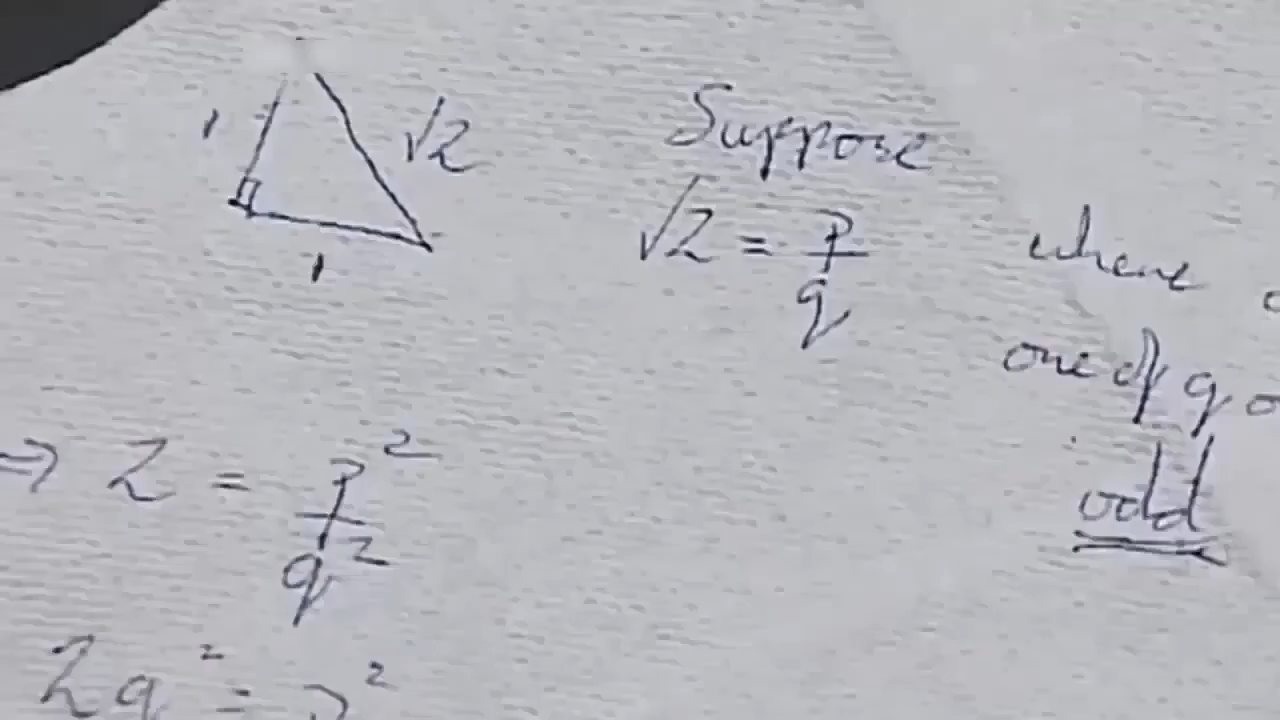 1
√2
1
Suppose
√2 = p/q
where
one of q
odd
⇒ 2 = p²/q²
2q² = p²